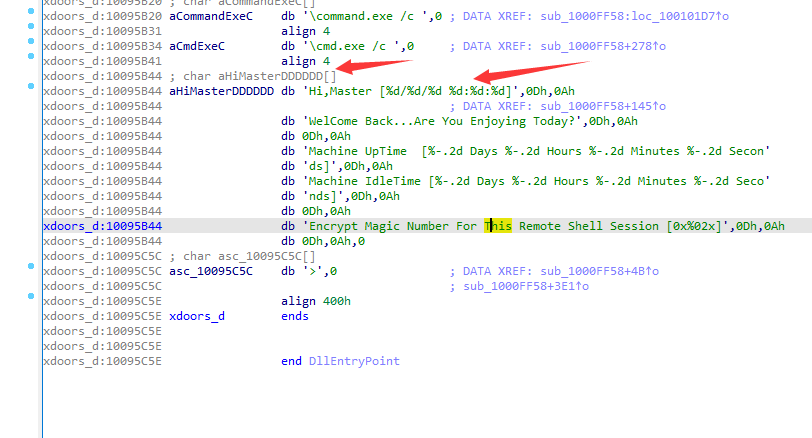 xdoors_d:10095B20 ; char aCommandExeC[]
xdoors_d:10095B20 aCommandExeC db '\command.exe /c ',0 ; DATA XREF: sub_1000FF58:loc_100101D7↑o
xdoors_d:10095B31 align 4
xdoors_d:10095B34 aCmdExeC db '\cmd.exe /c ',0 ; DATA XREF: sub_1000FF58+278↑o
xdoors_d:10095B41 align 4
xdoors_d:10095B44 ; char aHiMasterDDDDDD[]
xdoors_d:10095B44 aHiMasterDDDDDD db 'Hi,Master [%d/%d/%d %d:%d:%d]',0Dh,0Ah
xdoors_d:10095B44 ; DATA XREF: sub_1000FF58+145↑o
xdoors_d:10095B44 db 'WelCome Back...Are You Enjoying Today?',0Dh,0Ah
xdoors_d:10095B44 db 0Dh,0Ah
xdoors_d:10095B44 db 'Machine UpTime  [%-.2d Days %-.2d Hours %-.2d Minutes %-.2d Secon'
xdoors_d:10095B44 db 'ds]',0Dh,0Ah
xdoors_d:10095B44 db 'Machine IdleTime [%-.2d Days %-.2d Hours %-.2d Minutes %-.2d Seco'
xdoors_d:10095B44 db 'nds]',0Dh,0Ah
xdoors_d:10095B44 db 0Dh,0Ah
xdoors_d:10095B44 db 'Encrypt Magic Number For This Remote Shell Session [0x%02x]',0Dh,0Ah
xdoors_d:10095B44 db 0Dh,0Ah,0
xdoors_d:10095C5C ; char asc_10095C5C[]
xdoors_d:10095C5C asc_10095C5C db '>',0 ; DATA XREF: sub_1000FF58+4B↑o
xdoors_d:10095C5C ; sub_1000FF58+3E1↑o
xdoors_d:10095C5E align 400h
xdoors_d:10095C5E xdoors_d ends
xdoors_d:10095C5E
xdoors_d:10095C5E
xdoors_d:10095C5E end DllEntryPoint